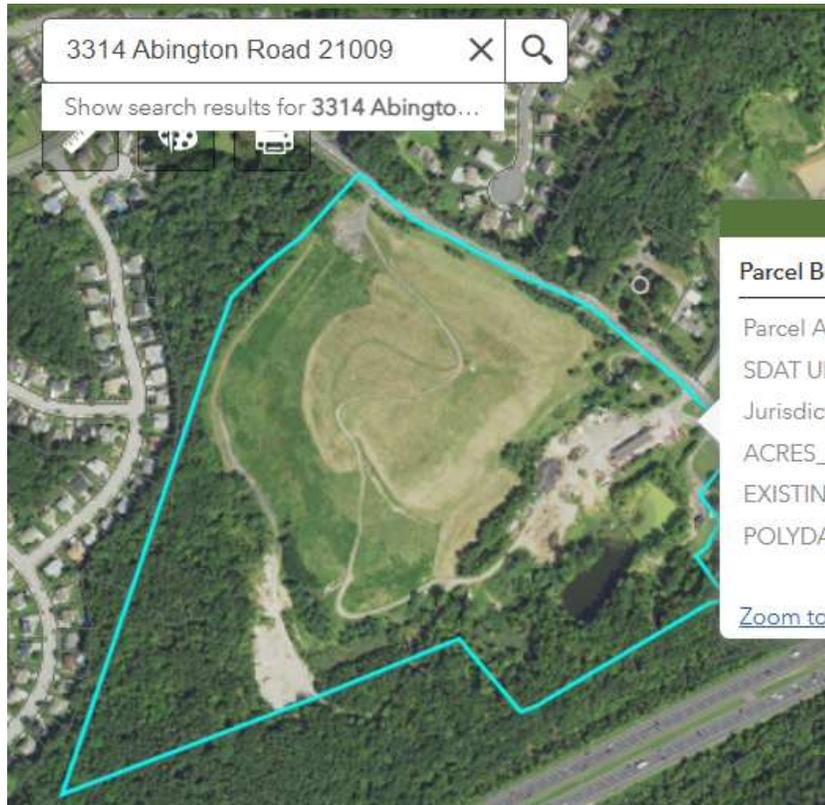 3314 Abington Road 21009
Show search results for 3314 Abingto...
Parcel B
Parcel A
SDAT U
Jurisdic
ACRES_
EXISTIN
POLYDA
Zoom to